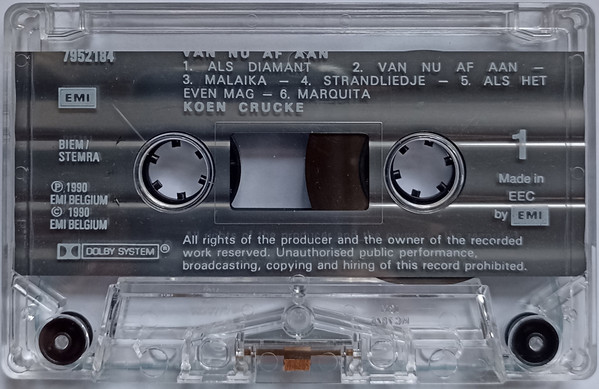 7952184
VAN NU AF AAN
1. ALS DIAMANT 2. VAN NU AF AAN –
3. MALAIKA – 4. STRANDLIEDJE – 5. ALS HET
EVEN MAG – 6. MARQUITA
KOEN CRUCKE
EMI
BIEM/
STEMRA
1
Ⓟ 1990
EMI BELGIUM
© 1990
EMI BELGIUM
Made in
EEC
by EMI
DOLBY SYSTEM®
All rights of the producer and the owner of the recorded
work reserved. Unauthorised public performance,
broadcasting, copying and hiring of this record prohibited.